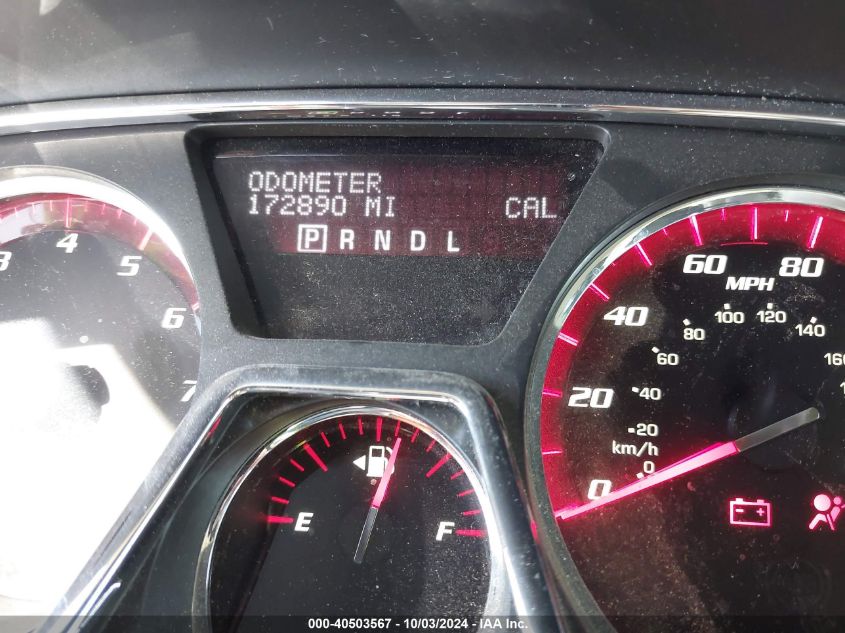 ODOMETER
172890 MI CAL
P R N D L
3 4 5 6 7
0 20 40 60 80
MPH
0 20 40 60 80 100 120 140 160
km/h
E F
000-40503567 - 10/03/2024 - IAA Inc.